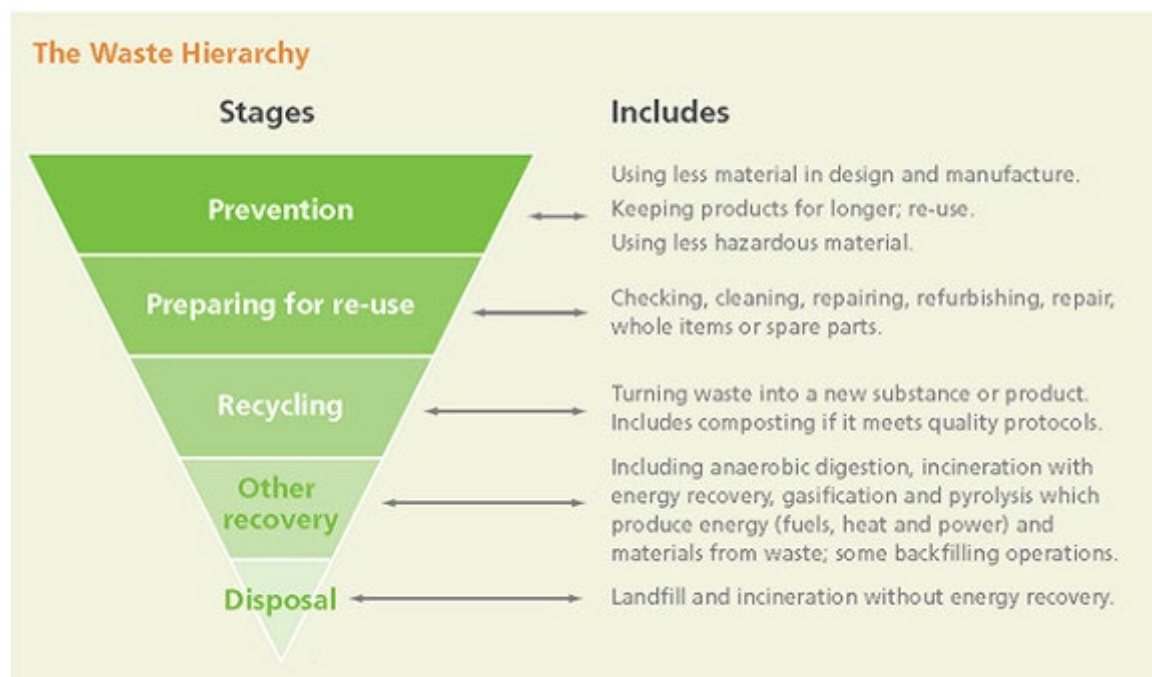 The Waste Hierarchy
Stages
Includes
Prevention
Using less material in design and manufacture.
Keeping products for longer; re-use.
Using less hazardous material.
Preparing for re-use
Checking, cleaning, repairing, refurbishing, repair,
whole items or spare parts.
Recycling
Turning waste into a new substance or product.
Includes composting if it meets quality protocols.
Other
recovery
Including anaerobic digestion, incineration with
energy recovery, gasification and pyrolysis which
produce energy (fuels, heat and power) and
materials from waste; some backfilling operations.
Disposal
Landfill and incineration without energy recovery.